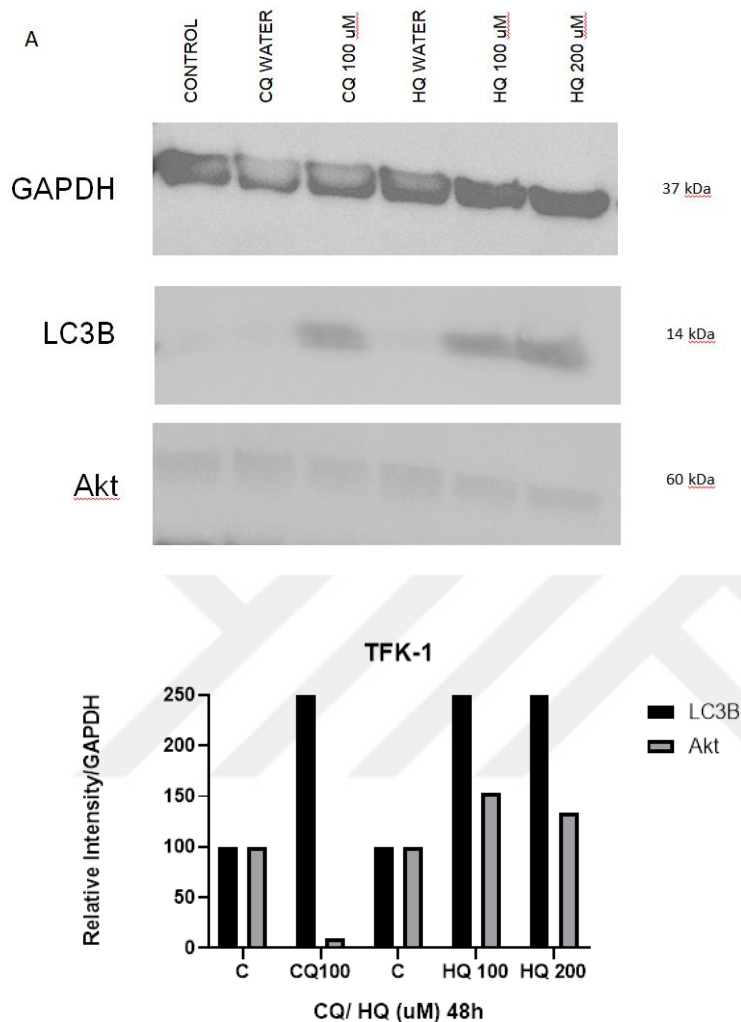 A
CONTROL
CQ WATER
CQ 100 uM
HQ WATER
HQ 100 uM
HQ 200 uM
GAPDH
37 kDa
LC3B
14 kDa
Akt
60 kDa
TFK-1
Relative Intensity/GAPDH
250
200
150
100
50
0
C
CQ100
C
HQ 100
HQ 200
CQ/ HQ (uM) 48h
LC3B
Akt